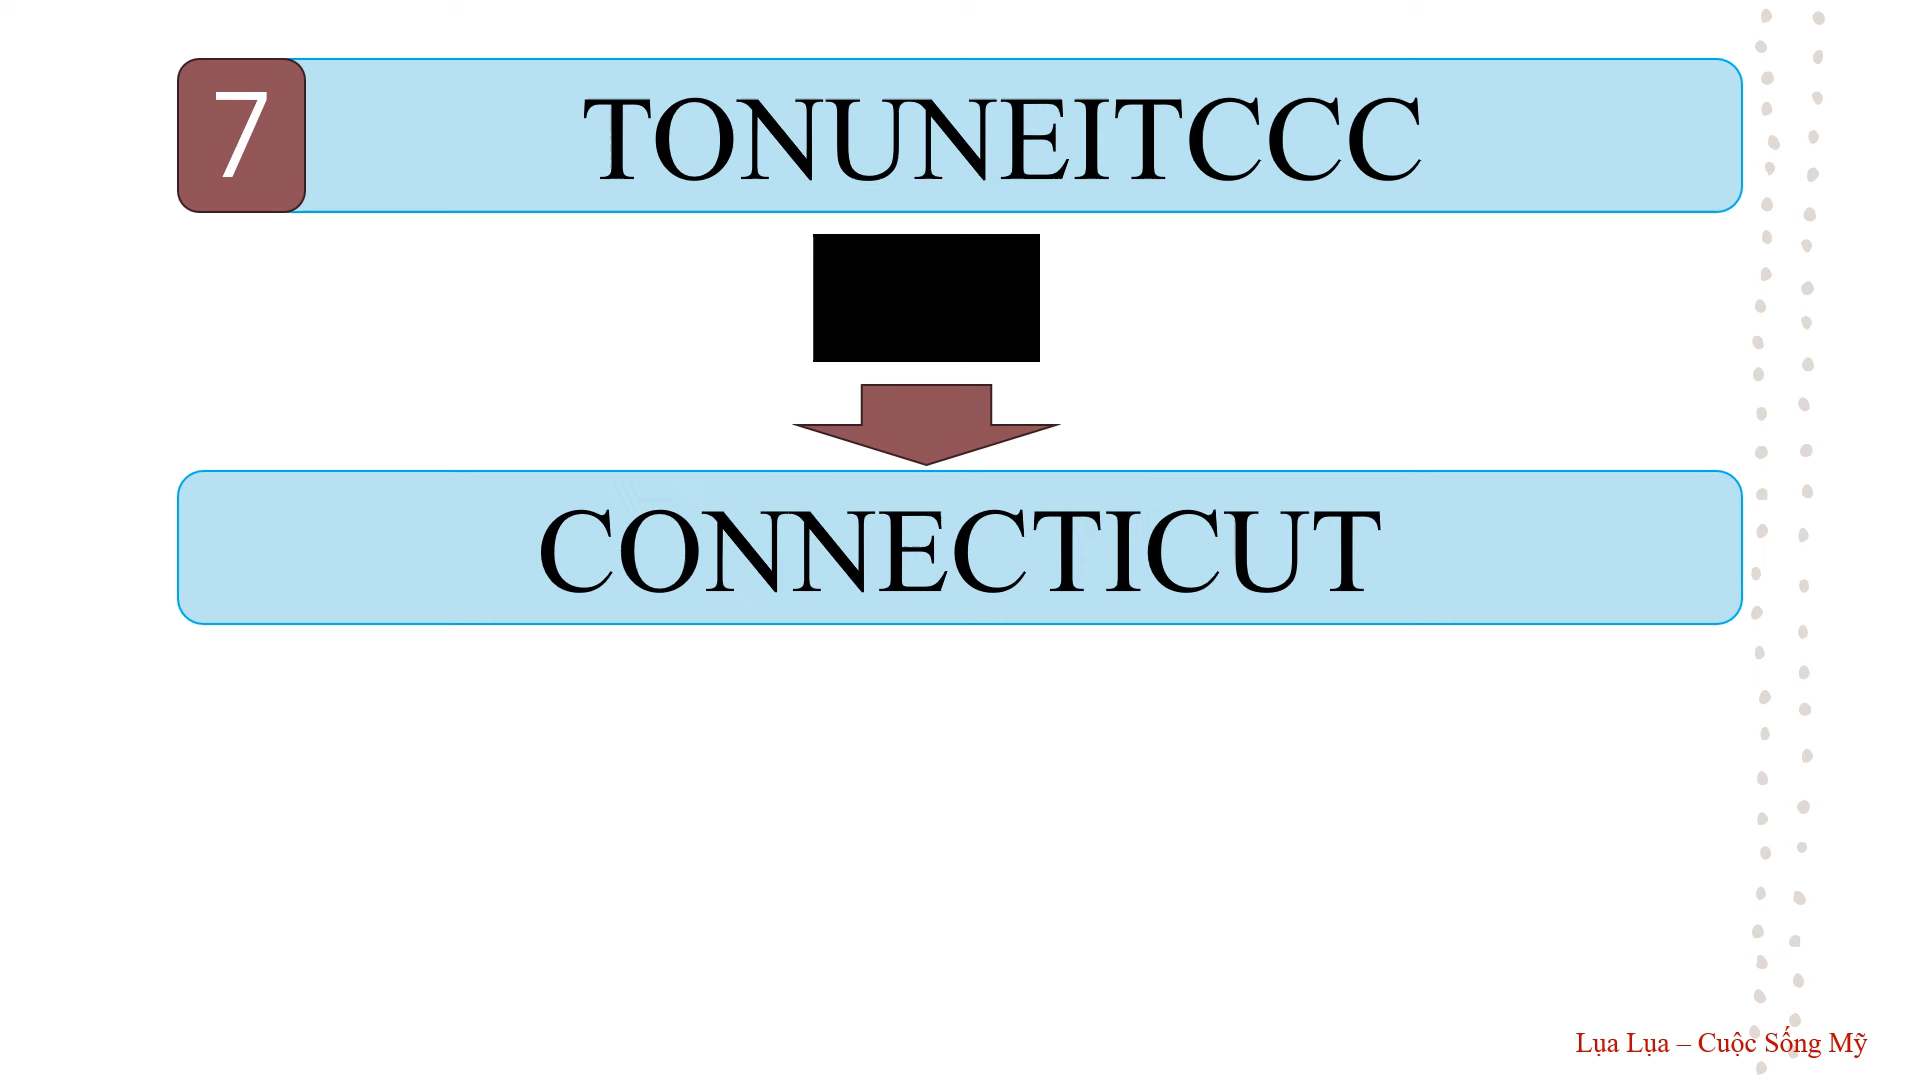 7 TONUNEITCCC
CONNECTICUT
Lụa Lụa – Cuộc Sống Mỹ